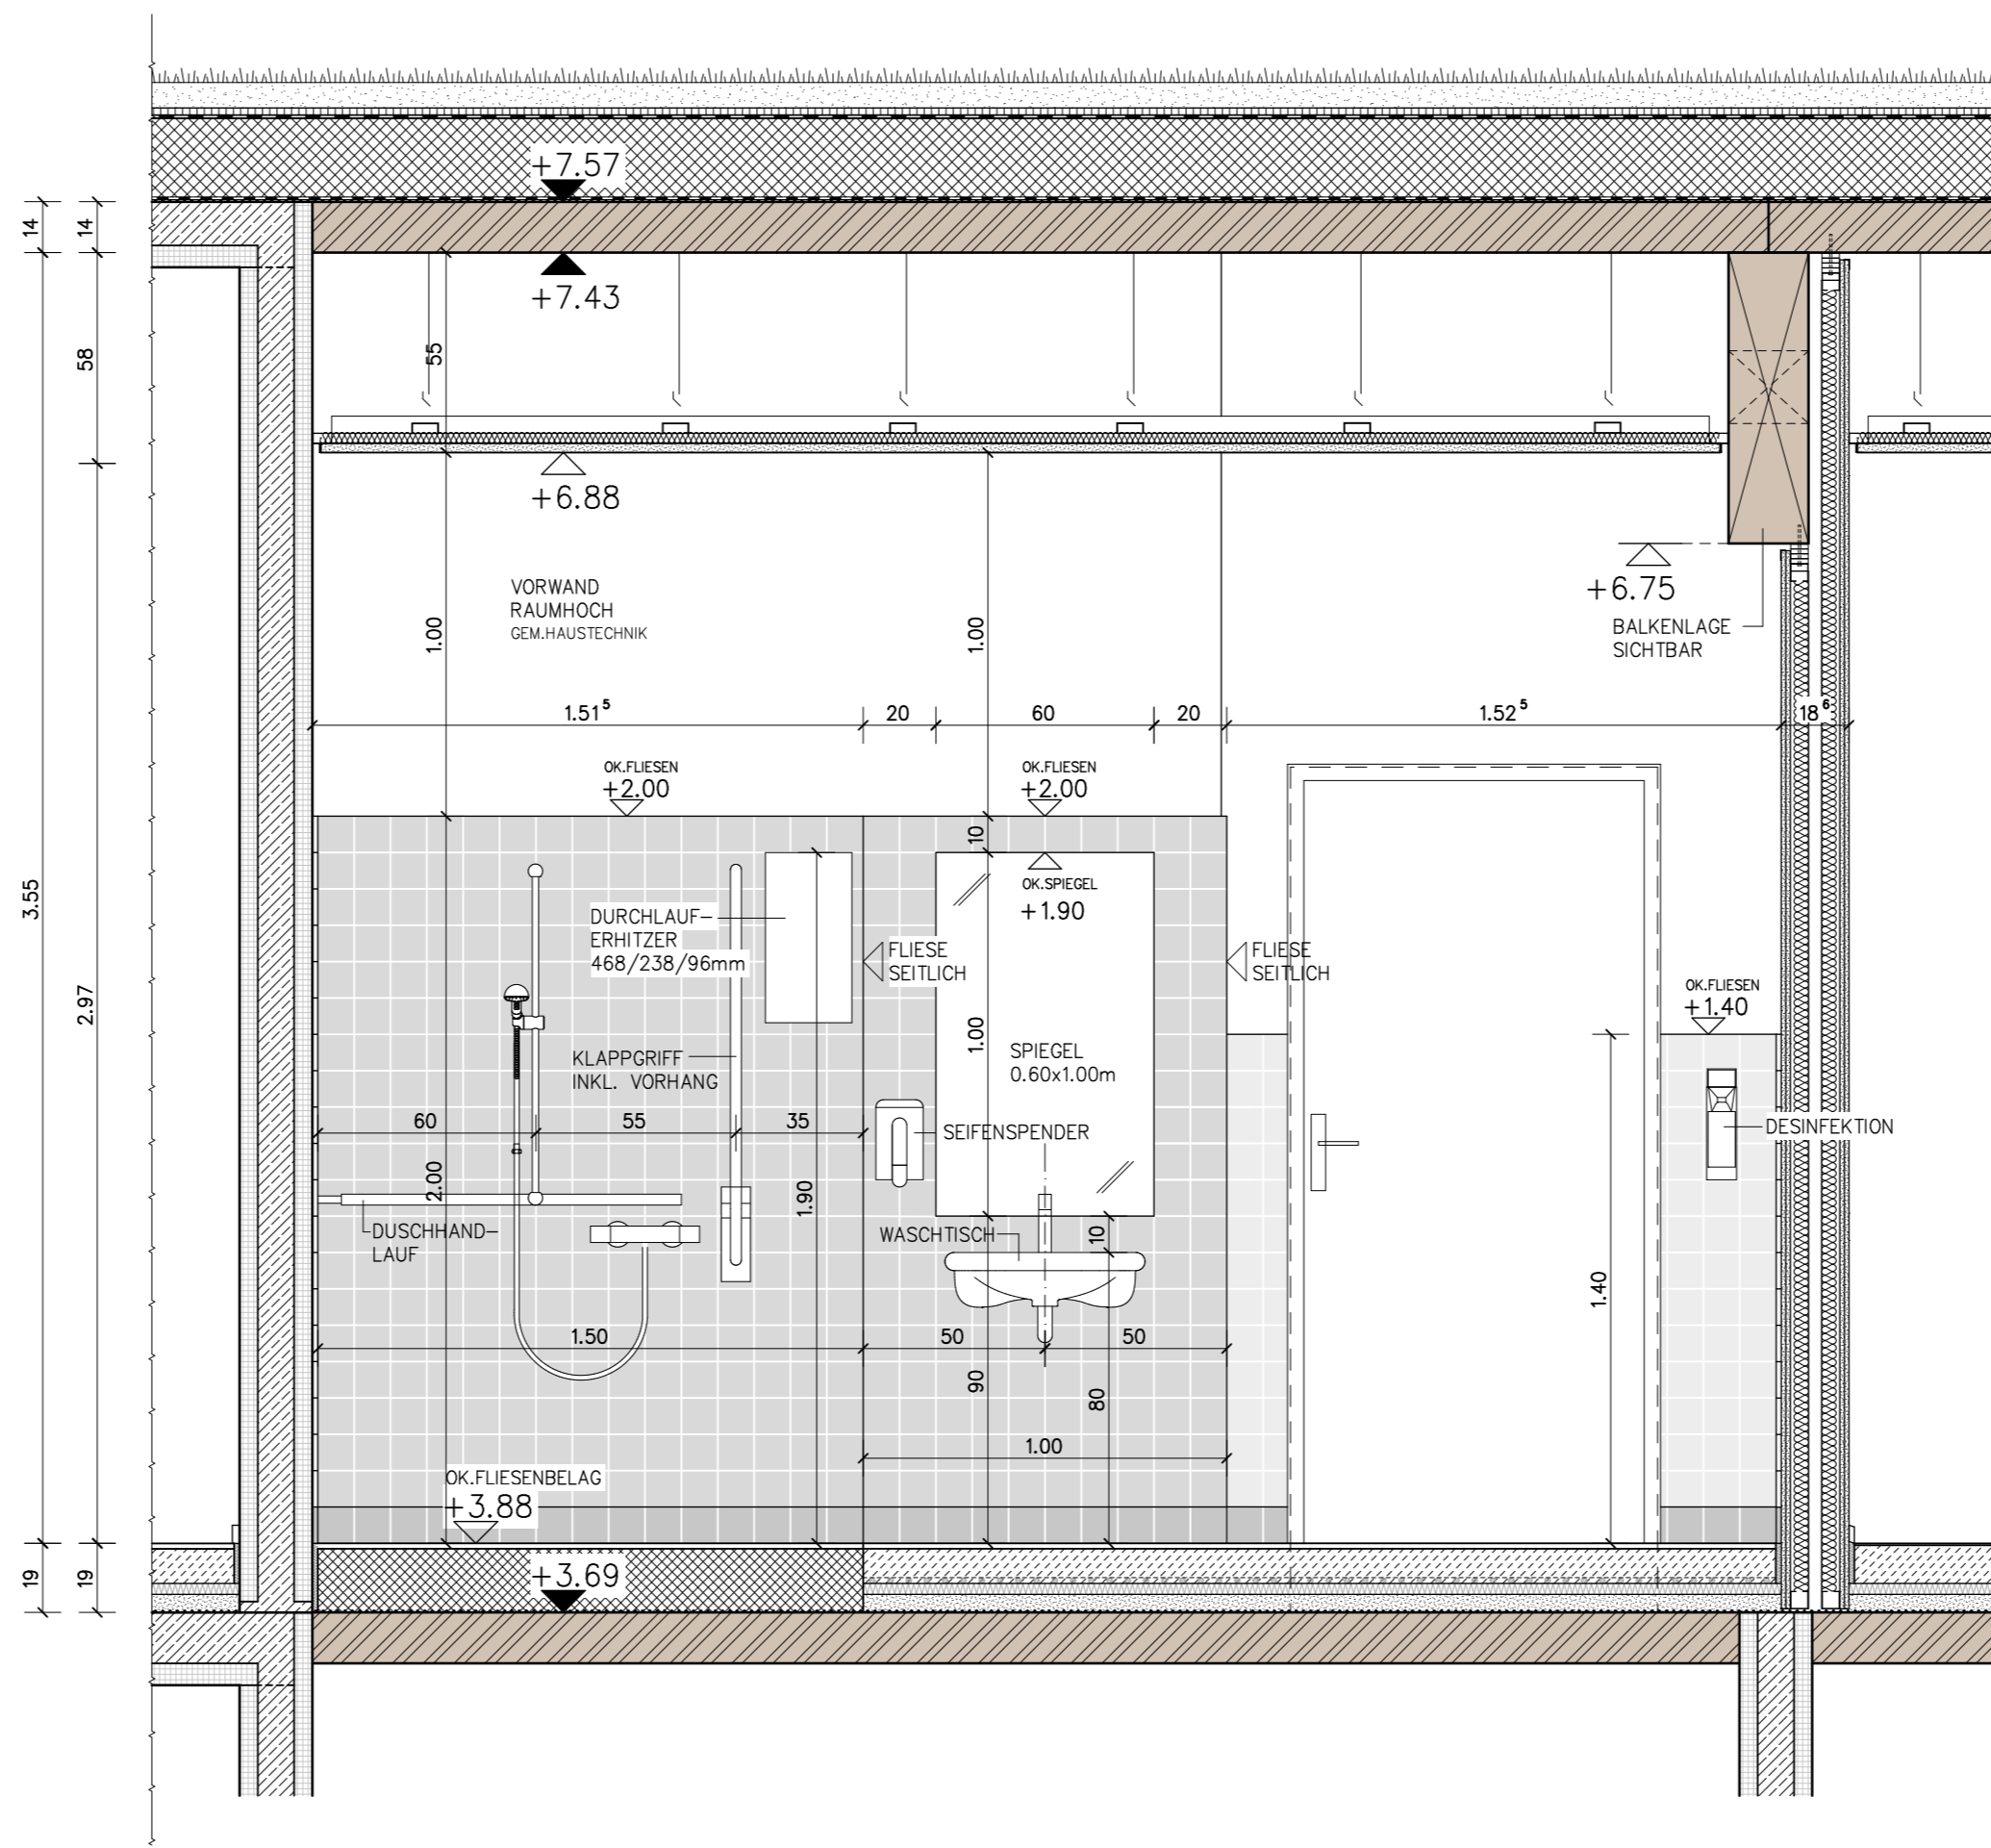 +7.57
14
14
+7.43
55
58
+6.88
+6.75
VORWAND
RAUMHOCH
GEM.HAUSTECHNIK
1.00
1.00
BALKENLAGE
SICHTBAR
1.51⁵
20
60
20
1.52⁵
18⁶
OK.FLIESEN
+2.00
OK.FLIESEN
+2.00
10
3.55
OK.SPIEGEL
+1.90
DURCHLAUF-
ERHITZER
468/238/96mm
FLIESE
SEITLICH
FLIESE
SEITLICH
2.97
OK.FLIESEN
+1.40
1.00
SPIEGEL
0.60x1.00m
KLAPPGRIFF
INKL. VORHANG
60
55
35
SEIFENSPENDER
DESINFEKTION
2.00
1.90
DUSCHHAND-
LAUF
WASCHTISCH
10
1.40
1.50
50
50
90
80
1.00
OK.FLIESENBELAG
+3.88
19
19
+3.69